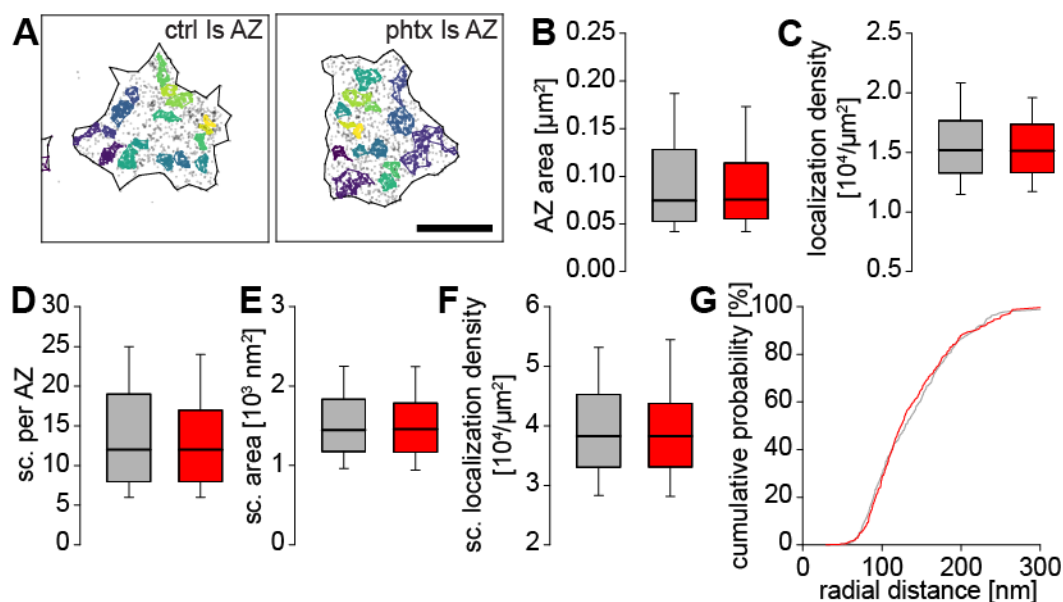 A
ctrl Is AZ
phtx Is AZ
B
AZ area [µm²]
0.25
0.20
0.15
0.10
0.05
0.00
C
localization density
[10⁴/µm²]
2.5
2.0
1.5
1.0
0.5
D
sc. per AZ
30
25
20
15
10
5
0
E
sc. area [10³ nm²]
3
2
1
0
F
sc. localization density
[10⁴/µm²]
6
5
4
3
2
G
cumulative probability [%]
100
80
60
40
20
0
0
100
200
300
radial distance [nm]